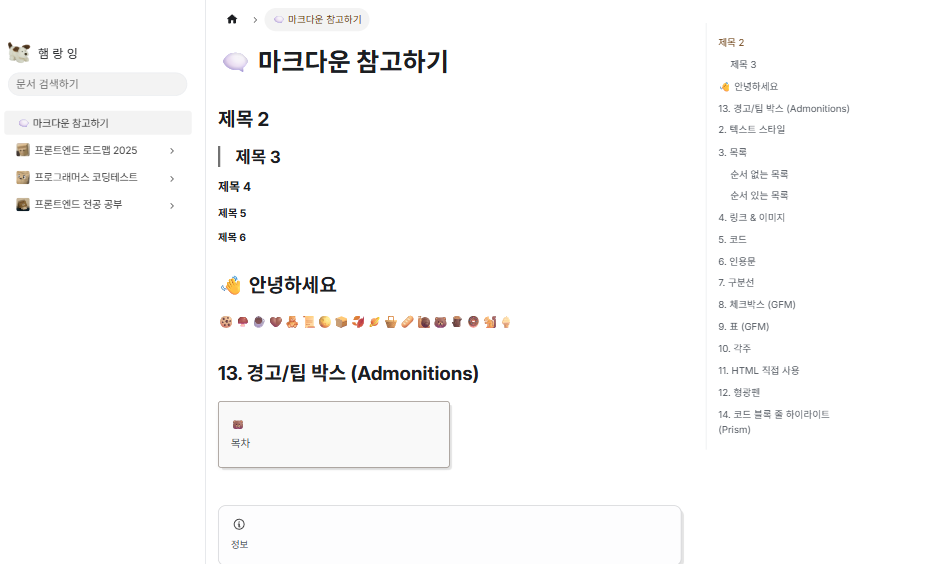 마크다운 참고하기
햄 랑 잉
문서 검색하기
마크다운 참고하기
프론트엔드 로드맵 2025
프로그래머스 코딩테스트
프론트엔드 전공 공부
마크다운 참고하기
제목 2
제목 3
제목 4
제목 5
제목 6
안녕하세요
13. 경고/팁 박스 (Admonitions)
목차
정보
제목 2
제목 3
안녕하세요
13. 경고/팁 박스 (Admonitions)
2. 텍스트 스타일
3. 목록
순서 없는 목록
순서 있는 목록
4. 링크 & 이미지
5. 코드
6. 인용문
7. 구분선
8. 체크박스 (GFM)
9. 표 (GFM)
10. 각주
11. HTML 직접 사용
12. 형광펜
14. 코드 블록 줄 하이라이트
(Prism)